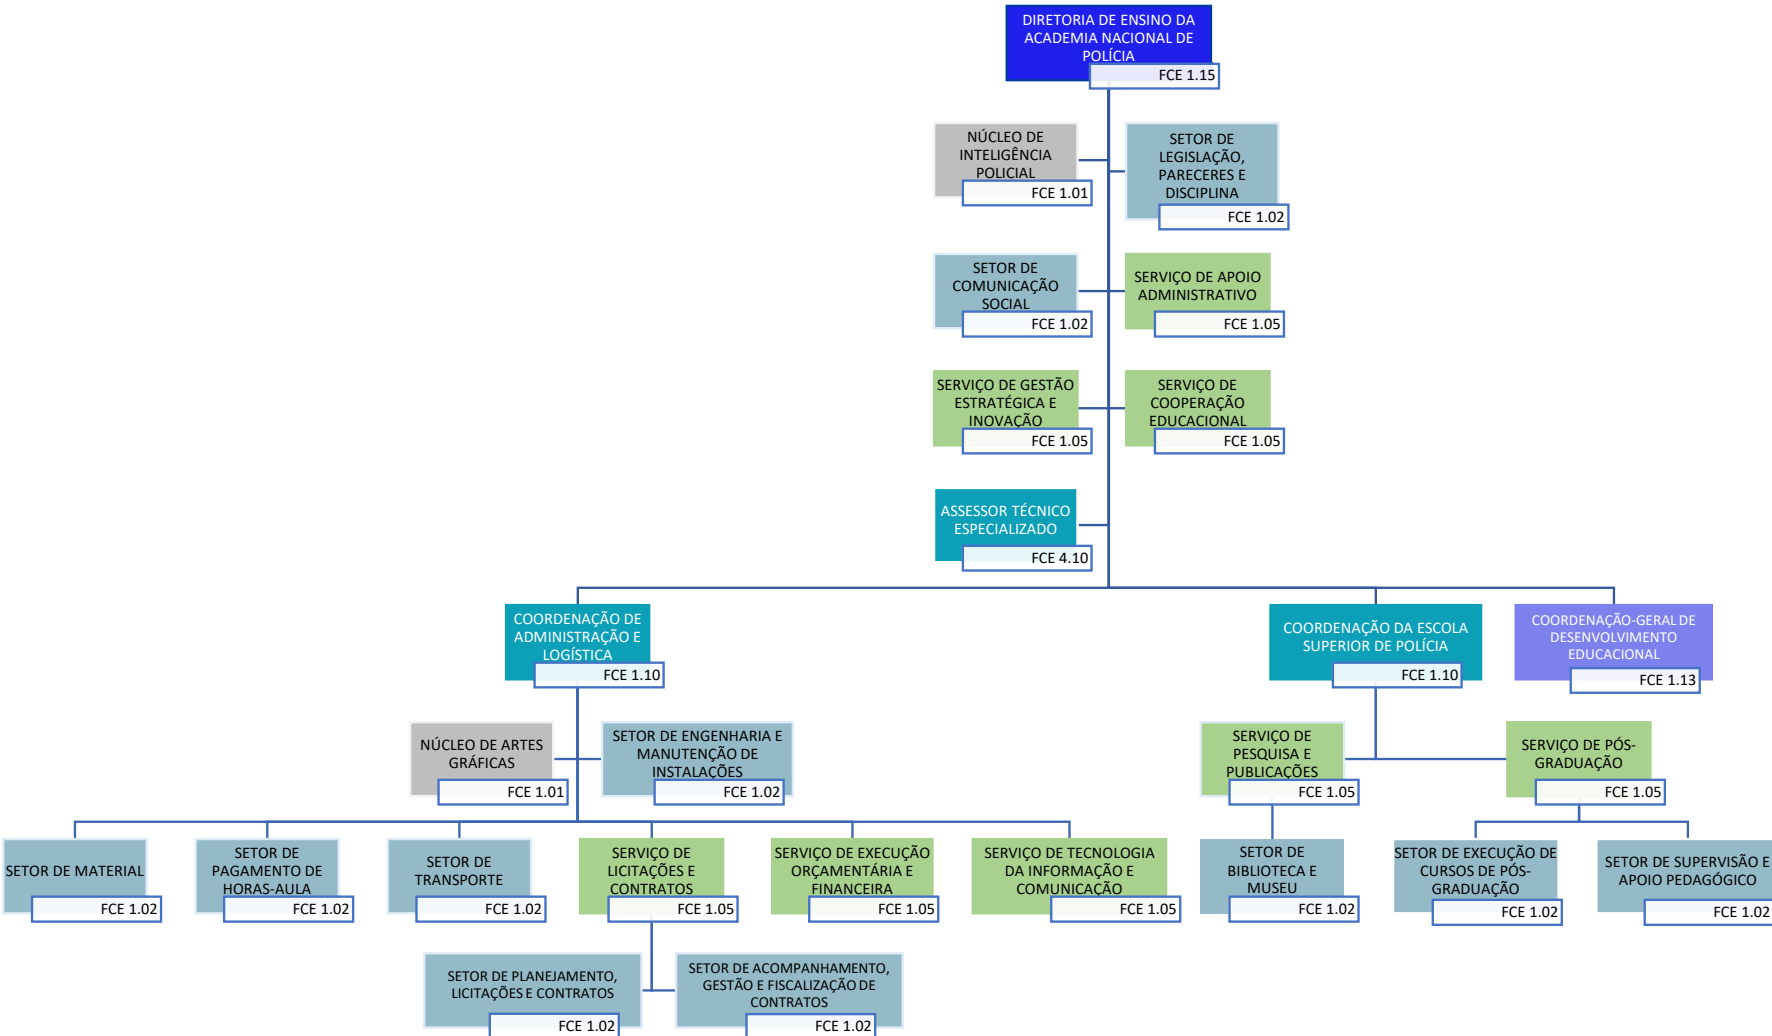 DIRETORIA DE ENSINO DA
ACADEMIA NACIONAL DE
POLÍCIA
FCE 1.15
NÚCLEO DE
INTELIGÊNCIA
POLICIAL
FCE 1.01
SETOR DE
LEGISLAÇÃO,
PARECERES E
DISCIPLINA
FCE 1.02
SETOR DE
COMUNICAÇÃO
SOCIAL
FCE 1.02
SERVIÇO DE APOIO
ADMINISTRATIVO
FCE 1.05
SERVIÇO DE GESTÃO
ESTRATÉGICA E
INOVAÇÃO
FCE 1.05
SERVIÇO DE
COOPERAÇÃO
EDUCACIONAL
FCE 1.05
ASSESSOR TÉCNICO
ESPECIALIZADO
FCE 4.10
COORDENAÇÃO DE
ADMINISTRAÇÃO E
LOGÍSTICA
FCE 1.10
COORDENAÇÃO DA ESCOLA
SUPERIOR DE POLÍCIA
FCE 1.10
COORDENAÇÃO-GERAL DE
DESENVOLVIMENTO
EDUCACIONAL
FCE 1.13
NÚCLEO DE ARTES
GRÁFICAS
FCE 1.01
SETOR DE ENGENHARIA E
MANUTENÇÃO DE
INSTALAÇÕES
FCE 1.02
SERVIÇO DE
PESQUISA E
PUBLICAÇÕES
FCE 1.05
SERVIÇO DE PÓS-
GRADUAÇÃO
FCE 1.05
SETOR DE MATERIAL
FCE 1.02
SETOR DE
PAGAMENTO DE
HORAS-AULA
FCE 1.02
SETOR DE
TRANSPORTE
FCE 1.02
SERVIÇO DE
LICITAÇÕES E
CONTRATOS
FCE 1.05
SERVIÇO DE EXECUÇÃO
ORÇAMENTÁRIA E
FINANCEIRA
FCE 1.05
SERVIÇO DE TECNOLOGIA
DA INFORMAÇÃO E
COMUNICAÇÃO
FCE 1.05
SETOR DE
BIBLIOTECA E
MUSEU
FCE 1.02
SETOR DE EXECUÇÃO DE
CURSOS DE PÓS-
GRADUAÇÃO
FCE 1.02
SETOR DE SUPERVISÃO E
APOIO PEDAGÓGICO
FCE 1.02
SETOR DE PLANEJAMENTO,
LICITAÇÕES E CONTRATOS
FCE 1.02
SETOR DE ACOMPANHAMENTO,
GESTÃO E FISCALIZAÇÃO DE
CONTRATOS
FCE 1.02